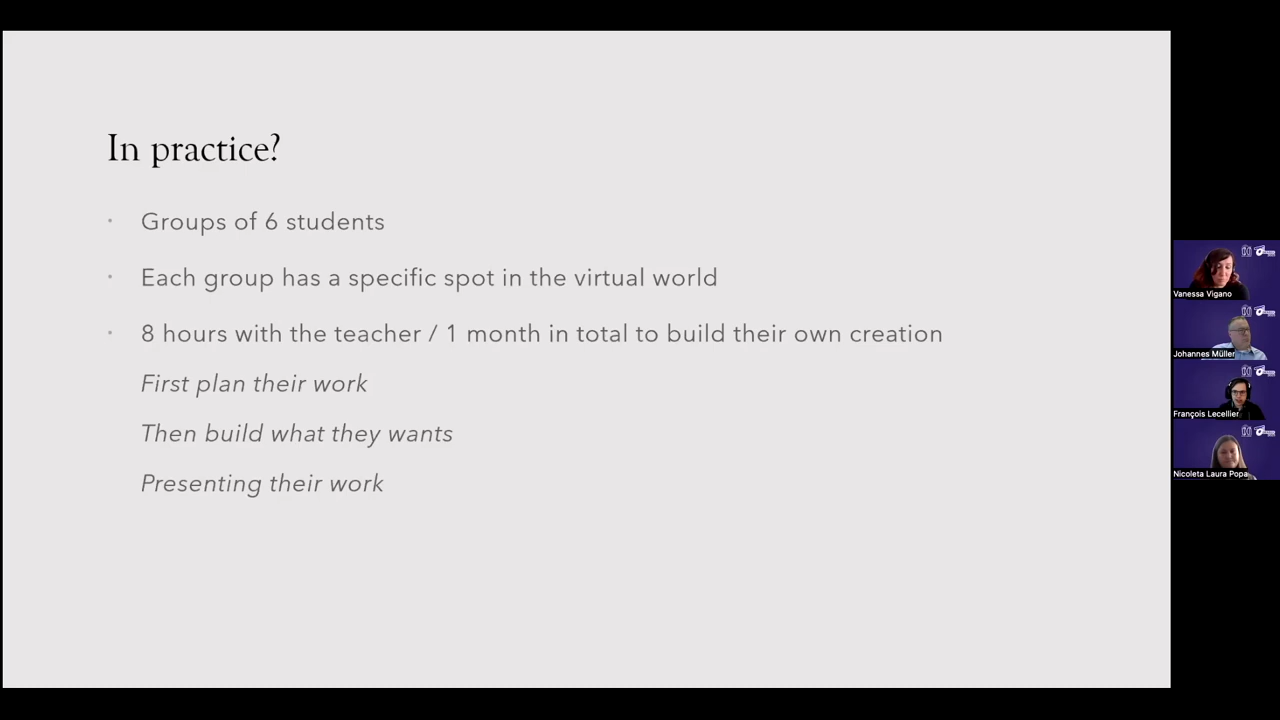 In practice?
• Groups of 6 students
• Each group has a specific spot in the virtual world
• 8 hours with the teacher / 1 month in total to build their own creation
First plan their work
Then build what they wants
Presenting their work
Vanessa Vigano
Johannes Müller
François Lecellier
Nicoleta Laura Popa